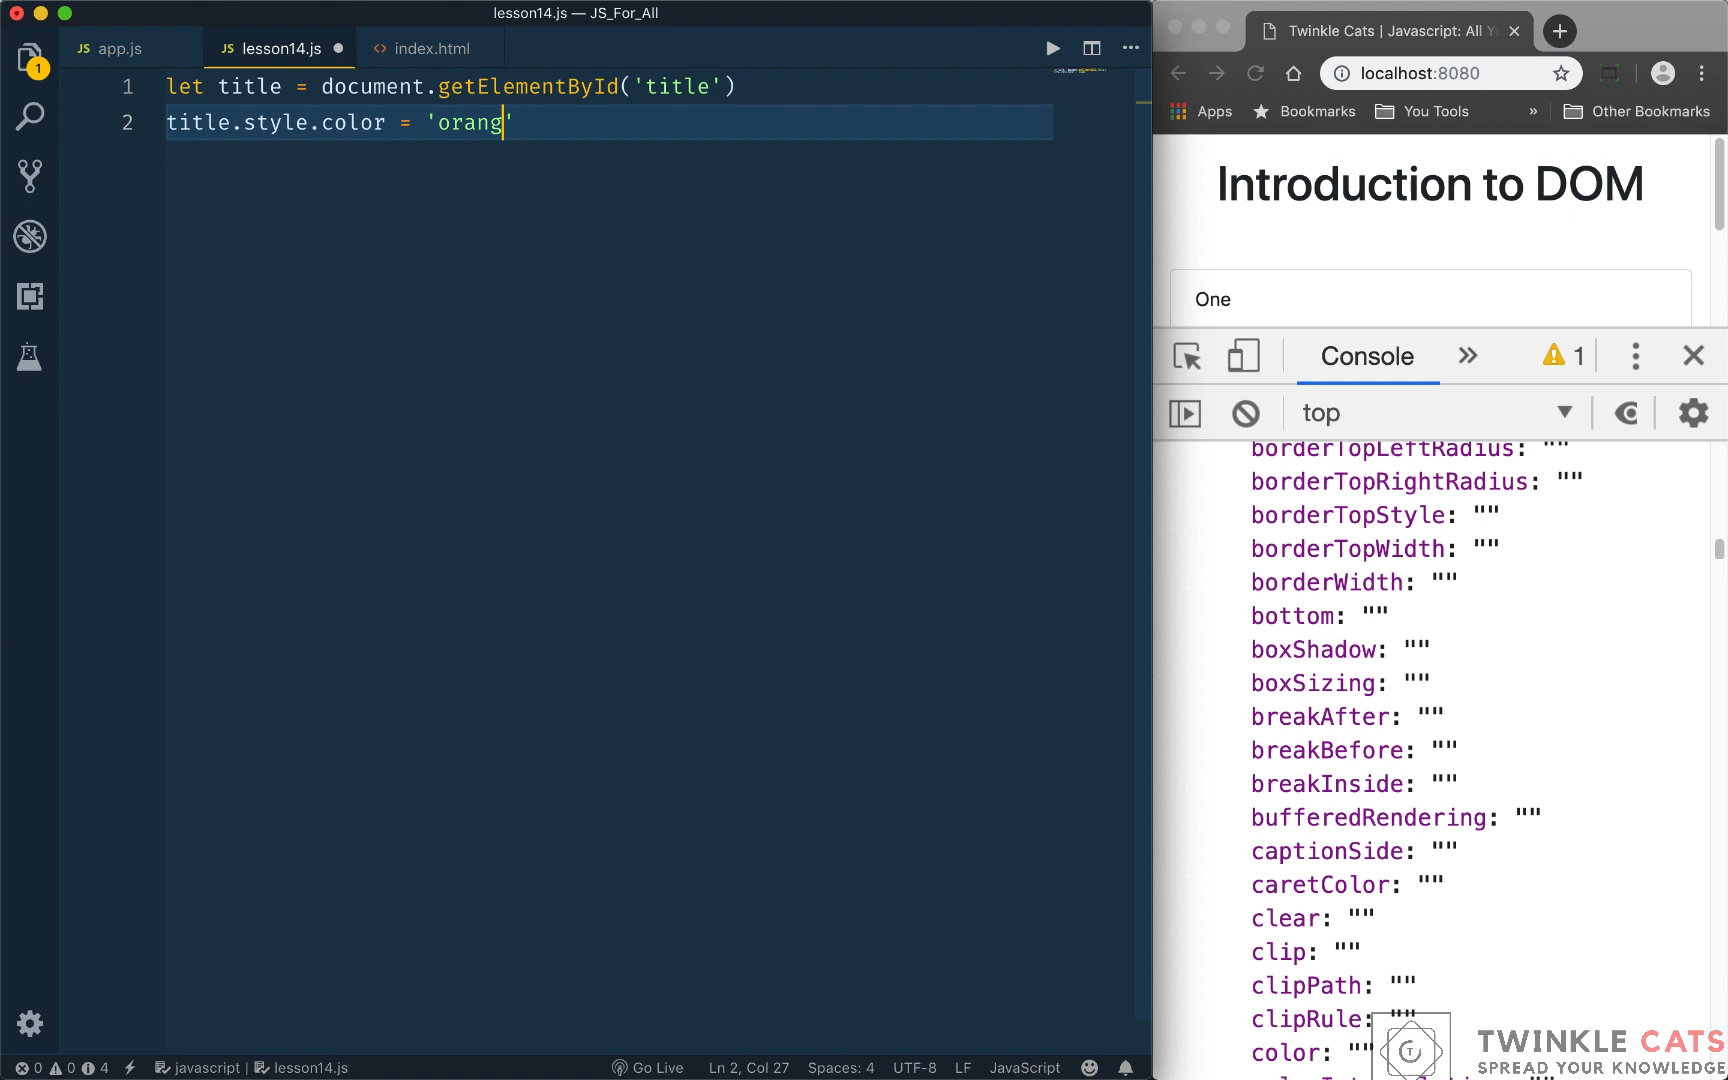 lesson14.js — JS_For_All
JS app.js
JS lesson14.js
<> index.html
1
1 let title = document.getElementById('title')
2 title.style.color = 'orang'
0 0 4
javascript | lesson14.js
Go Live
Ln 2, Col 27
Spaces: 4
UTF-8
LF
JavaScript
Twinkle Cats | Javascript: All Y
localhost:8080
Apps
Bookmarks
You Tools
»
Other Bookmarks
Introduction to DOM
One
Console
1
top
borderTopLeftRadius: ""
borderTopRightRadius: ""
borderTopStyle: ""
borderTopWidth: ""
borderWidth: ""
bottom: ""
boxShadow: ""
boxSizing: ""
breakAfter: ""
breakBefore: ""
breakInside: ""
bufferedRendering: ""
captionSide: ""
caretColor: ""
clear: ""
clip: ""
clipPath: ""
clipRule: ""
color: ""
TWINKLE CATS
SPREAD YOUR KNOWLEDGE